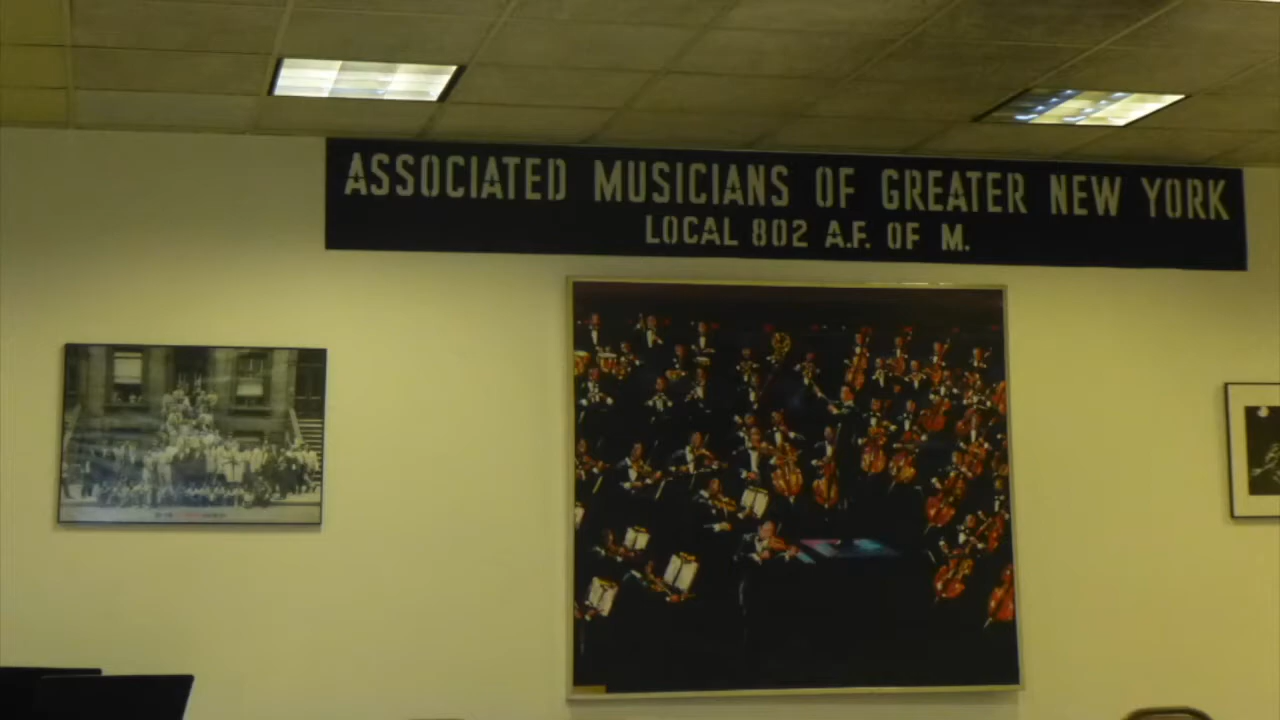 ASSOCIATED MUSICIANS OF GREATER NEW YORK
LOCAL 802 A.F. OF M.